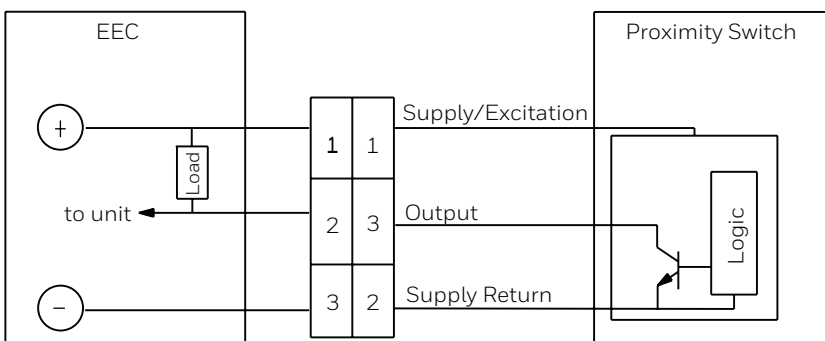 EEC
Proximity Switch
+
Supply/Excitation
1 1
Load
to unit
2 3
Output
Logic
−
3 2
Supply Return